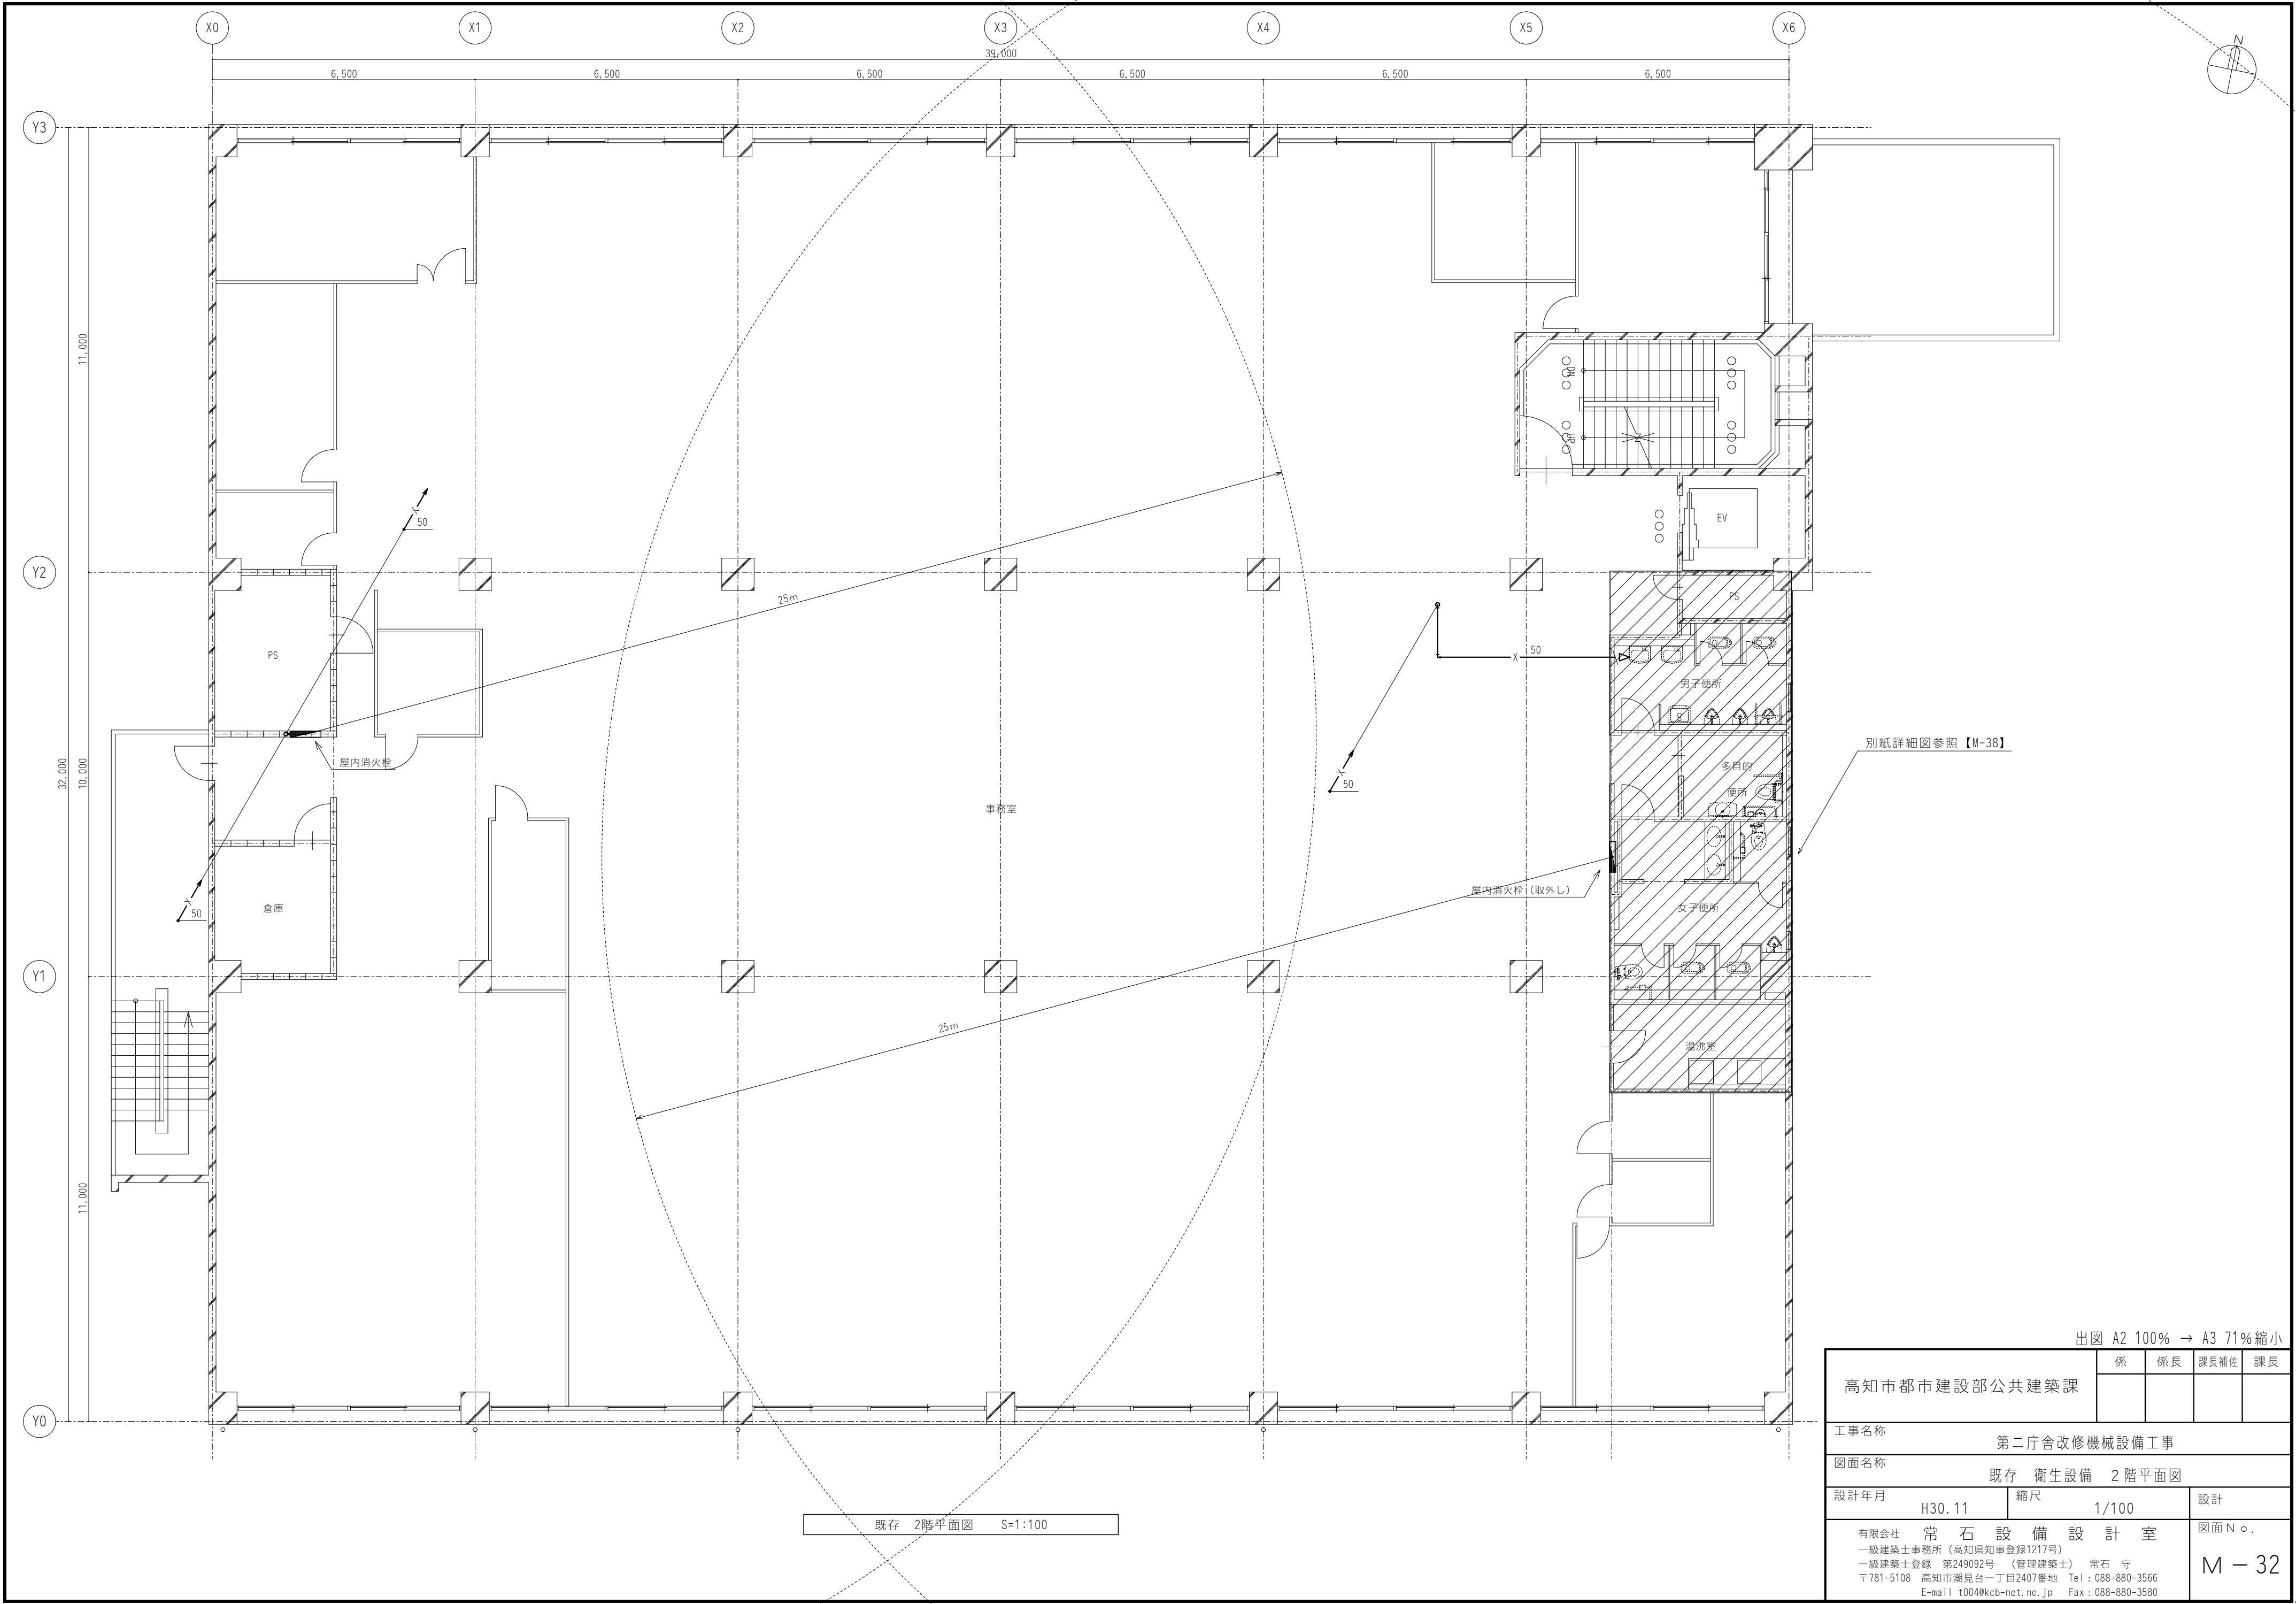 X0 X1 X2 X3 X4 X5 X6
N
39,000
6,500 6,500 6,500 6,500 6,500 6,500
Y3
11,000
DN
UP
50
EV
Y2
PS
25m
50
PS
男子便所
屋内消火栓
別紙詳細図参照【M-38】
32,000
10,000
多目的
便所
50
事務室
屋内消火栓(取外し)
50
倉庫
女子便所
Y1
25m
湯沸室
11,000
Y0
既存 2階平面図 S=1:100
出図 A2 100% → A3 71%縮小
高知市都市建設部公共建築課
係 係長 課長補佐 課長
工事名称
第二庁舎改修機械設備工事
図面名称
既存 衛生設備 2階平面図
設計年月 H30.11 縮尺 1/100 設計
有限会社 常石設備設計室
一級建築士事務所(高知県知事登録1217号)
一級建築士登録 第249092号 (管理建築士) 常石 守
〒781-5108 高知市潮見台一丁目2407番地 Tel:088-880-3566
E-mail t004@kcb-net.ne.jp Fax:088-880-3580
図面No.
M-32